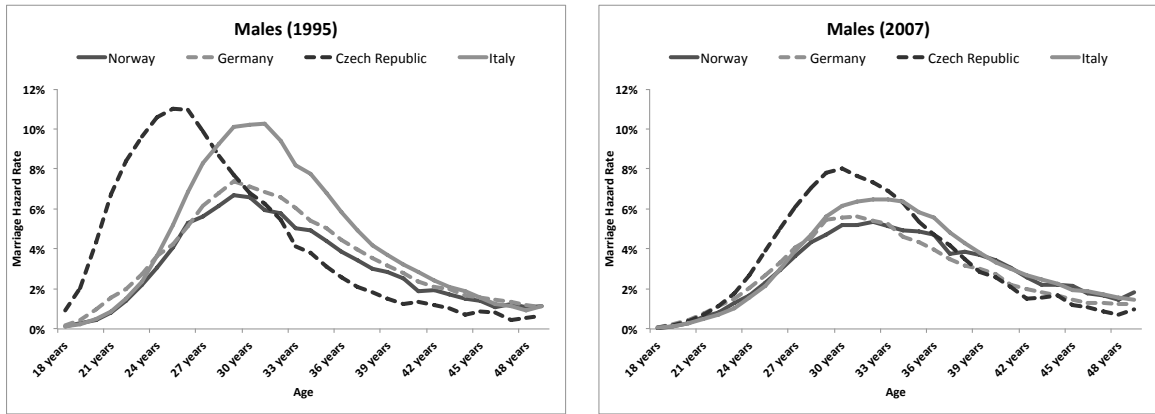 Males (1995)
Norway Germany Czech Republic Italy
12%
10%
8%
6%
4%
2%
0%
Marriage Hazard Rate
18 years 21 years 24 years 27 years 30 years 33 years 36 years 39 years 42 years 45 years 48 years
Age
Males (2007)
Norway Germany Czech Republic Italy
12%
10%
8%
6%
4%
2%
0%
Marriage Hazard Rate
18 years 21 years 24 years 27 years 30 years 33 years 36 years 39 years 42 years 45 years 48 years
Age